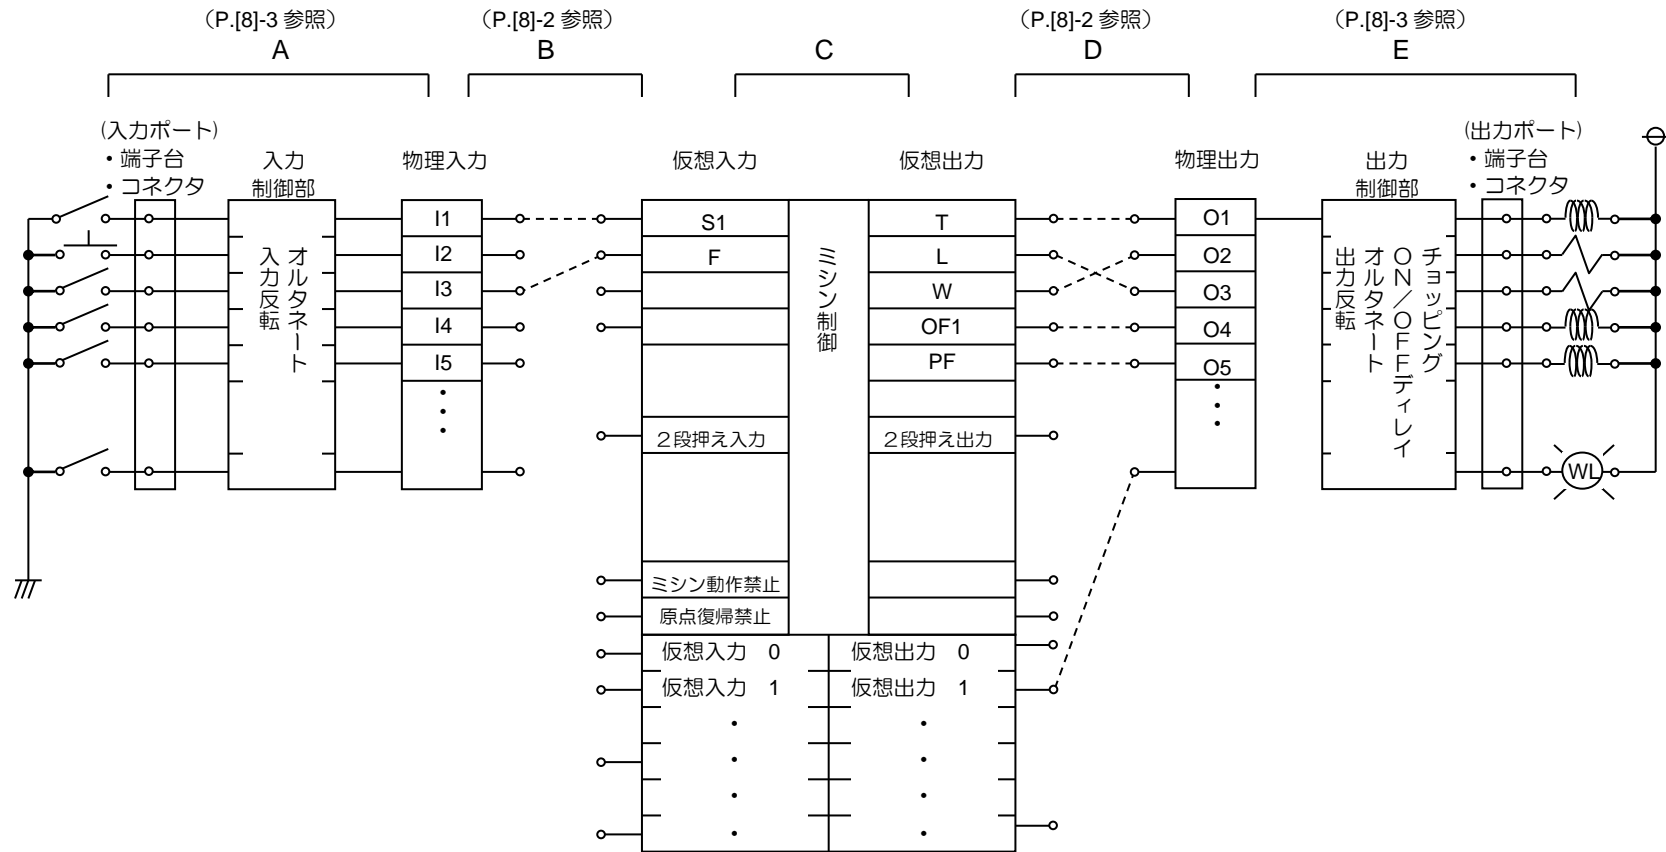 （P.[8]-3 参照）
A
（P.[8]-2 参照）
B
C
（P.[8]-2 参照）
D
（P.[8]-3 参照）
E
(入力ポート)
・端子台
・コネクタ
入力
制御部
物理入力
仮想入力
仮想出力
物理出力
出力
制御部
(出力ポート)
・端子台
・コネクタ
オルタネート
入力反転
I1
I2
I3
I4
I5
・
・
・
S1
F
２段押え入力
ミシン動作禁止
原点復帰禁止
ミシン制御
T
L
W
OF1
PF
２段押え出力
仮想入力 0
仮想入力 1
・
・
・
・
仮想出力 0
仮想出力 1
・
・
・
・
O1
O2
O3
O4
O5
・
・
・
チョッピング
ＯＮ／ＯＦＦディレイ
オルタネート
出力反転
WL